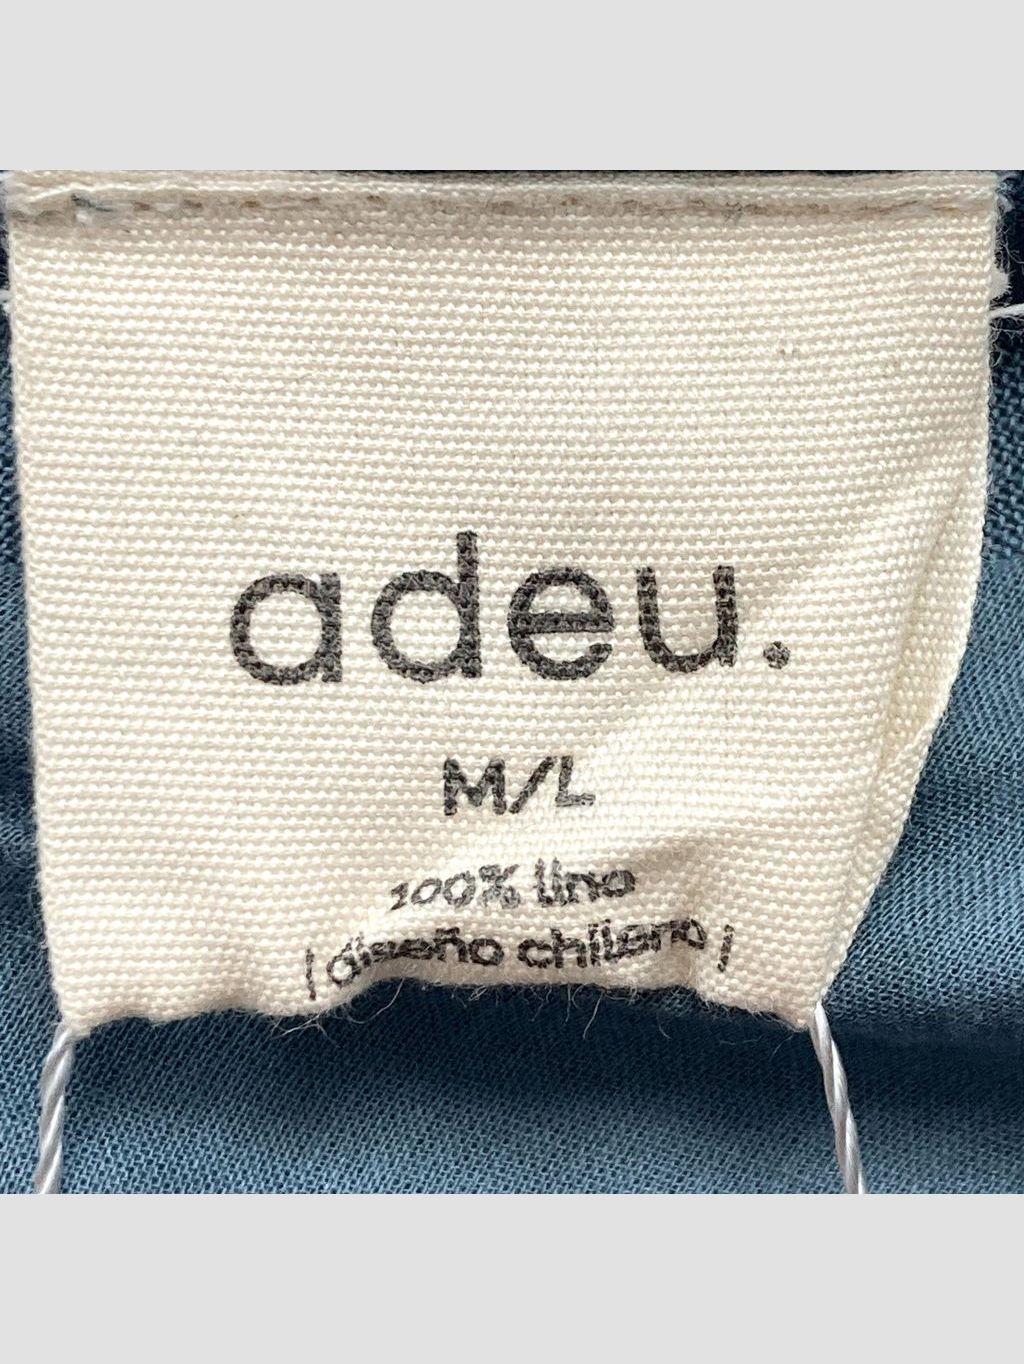 adeu.
M/L
100% lino
| diseño chileno |